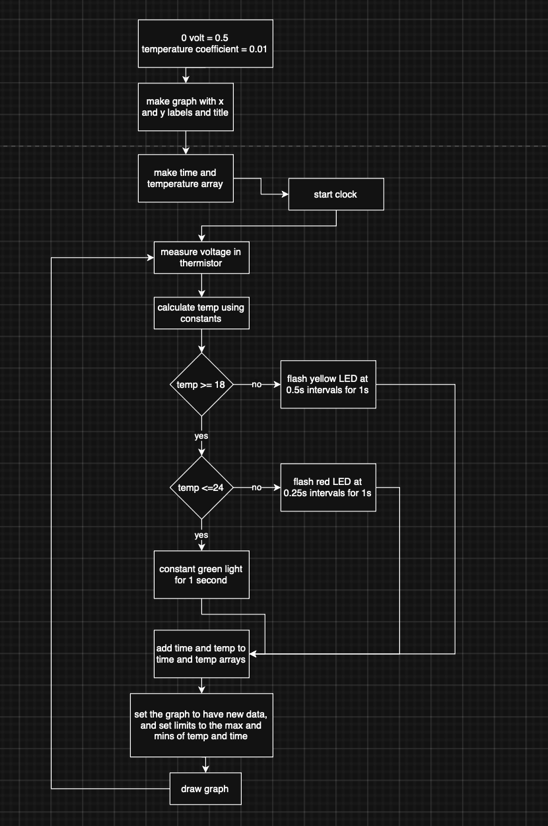 0 volt = 0.5
temperature coefficient = 0.01
make graph with x
and y labels and title
make time and
temperature array
start clock
measure voltage in
thermistor
calculate temp using
constants
temp >= 18
no
flash yellow LED at
0.5s intervals for 1s
yes
temp <=24
no
flash red LED at
0.25s intervals for 1s
yes
constant green light
for 1 second
add time and temp to
time and temp arrays
set the graph to have new data,
and set limits to the max and
mins of temp and time
draw graph